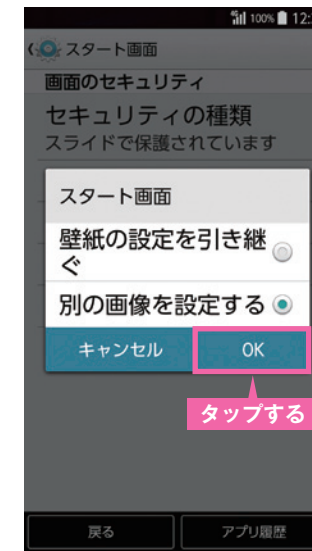 4G 100% 12:
スタート画面
画面のセキュリティ
セキュリティの種類
スライドで保護されています
スタート画面
壁紙の設定を引き継
ぐ
別の画像を設定する
キャンセル OK
タップする
戻る アプリ履歴